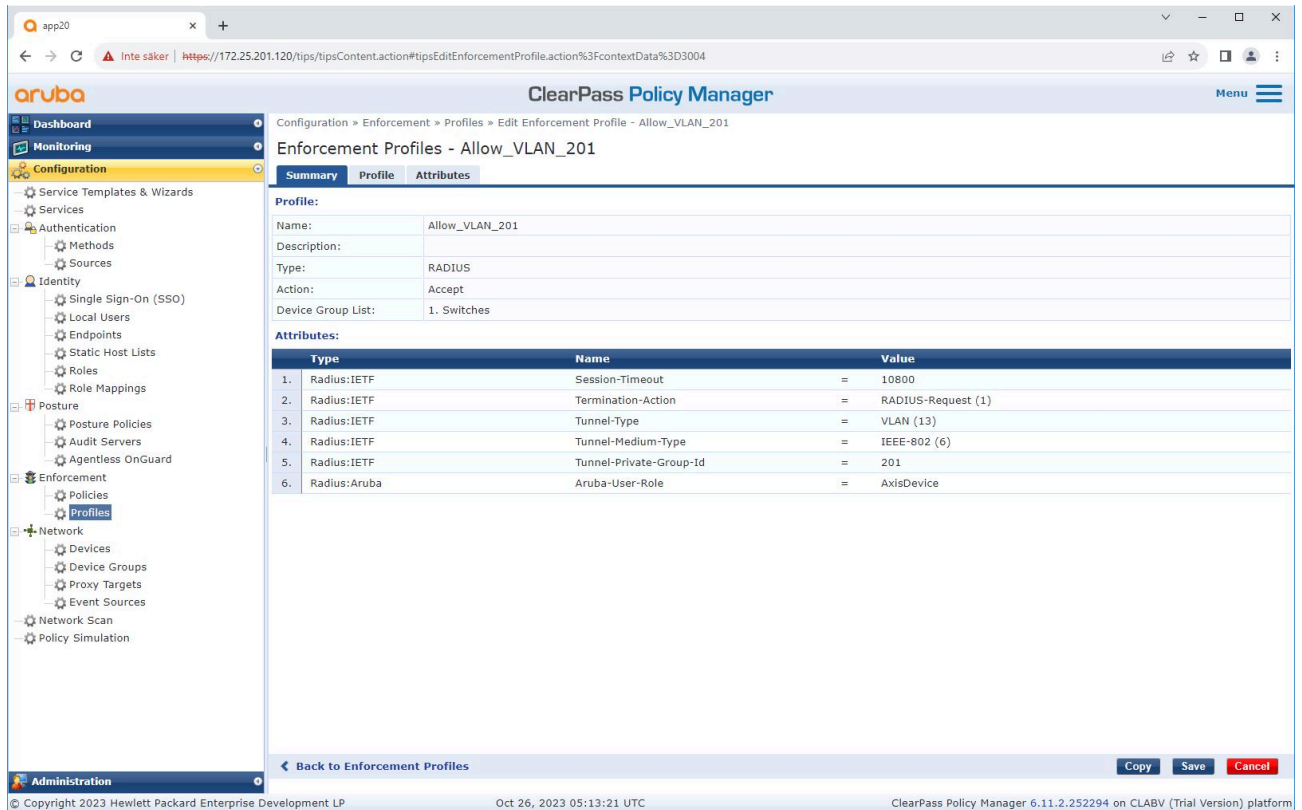 app20
Inte säker | https://172.25.201.120/tips/tipsContent.action#tipsEditEnforcementProfile.action%3FcontextData%3D3004
aruba
ClearPass Policy Manager
Menu
Dashboard
Monitoring
Configuration
Service Templates & Wizards
Services
Authentication
Methods
Sources
Identity
Single Sign-On (SSO)
Local Users
Endpoints
Static Host Lists
Roles
Role Mappings
Posture
Posture Policies
Audit Servers
Agentless OnGuard
Enforcement
Policies
Profiles
Network
Devices
Device Groups
Proxy Targets
Event Sources
Network Scan
Policy Simulation
Administration
Configuration » Enforcement » Profiles » Edit Enforcement Profile - Allow_VLAN_201
Enforcement Profiles - Allow_VLAN_201
Summary Profile Attributes
Profile:
Name: Allow_VLAN_201
Description:
Type: RADIUS
Action: Accept
Device Group List: 1. Switches
Attributes:
Type Name Value
1. Radius:IETF Session-Timeout = 10800
2. Radius:IETF Termination-Action = RADIUS-Request (1)
3. Radius:IETF Tunnel-Type = VLAN (13)
4. Radius:IETF Tunnel-Medium-Type = IEEE-802 (6)
5. Radius:IETF Tunnel-Private-Group-Id = 201
6. Radius:Aruba Aruba-User-Role = AxisDevice
Back to Enforcement Profiles
Copy Save Cancel
© Copyright 2023 Hewlett Packard Enterprise Development LP Oct 26, 2023 05:13:21 UTC ClearPass Policy Manager 6.11.2.252294 on CLABV (Trial Version) platform